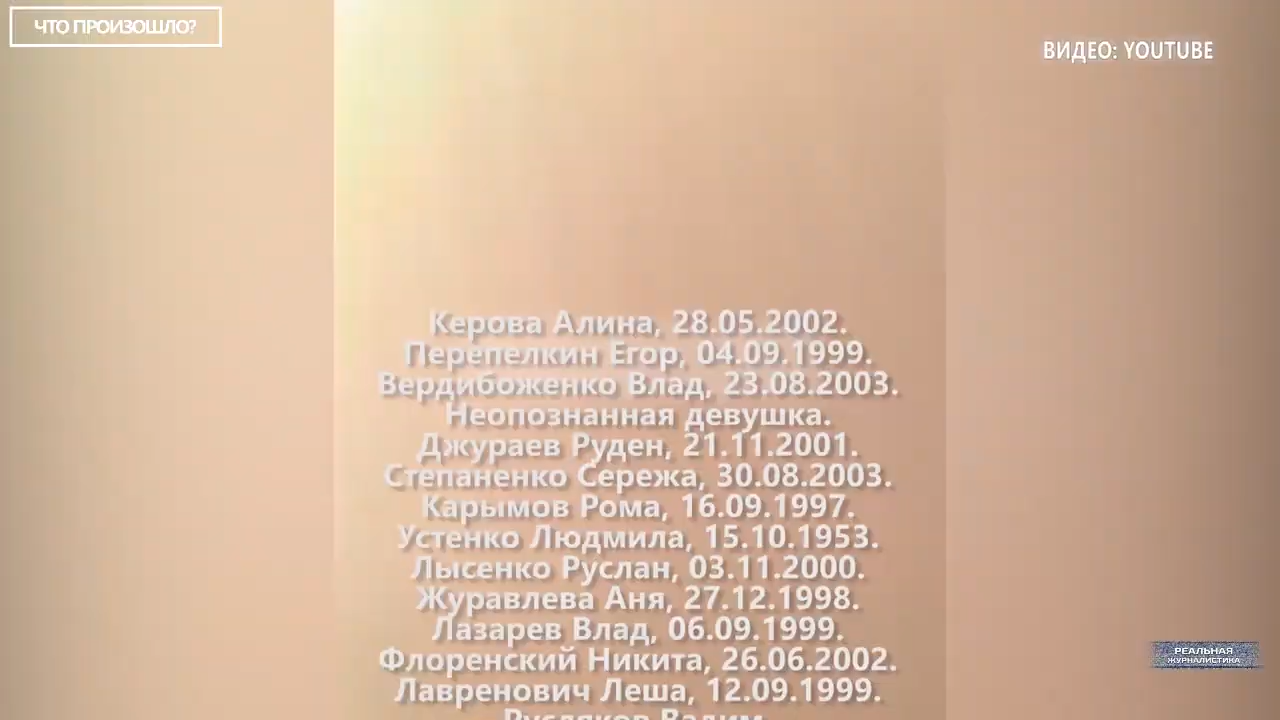 ЧТО ПРОИЗОШЛО?
ВИДЕО: YOUTUBE
Керова Алина, 28.05.2002.
Перепелкин Егор, 04.09.1999.
Вердибоженко Влад, 23.08.2003.
Неопознанная девушка.
Джураев Руден, 21.11.2001.
Степаненко Сережа, 30.08.2003.
Карымов Рома, 16.09.1997.
Устенко Людмила, 15.10.1953.
Лысенко Руслан, 03.11.2000.
Журавлева Аня, 27.12.1998.
Лазарев Влад, 06.09.1999.
Флоренский Никита, 26.06.2002.
Лавренович Леша, 12.09.1999.
Русляков Вадим
РЕАЛЬНАЯ
ЖУРНАЛИСТИКА